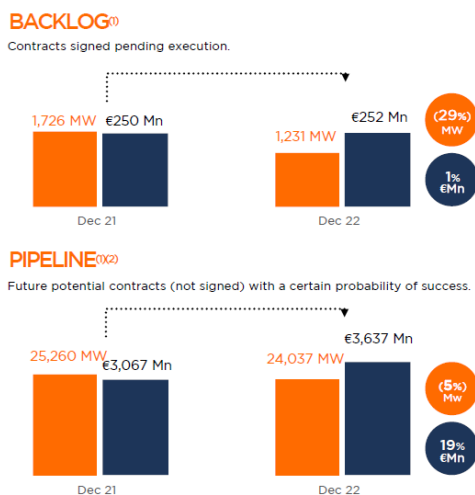 BACKLOG(1)
Contracts signed pending execution.
1,726 MW €250 Mn
1,231 MW €252 Mn
(29%)
MW
1%
€Mn
Dec 21 Dec 22
PIPELINE(1)(2)
Future potential contracts (not signed) with a certain probability of success.
25,260 MW €3,067 Mn
24,037 MW €3,637 Mn
(5%)
Mw
19%
€Mn
Dec 21 Dec 22